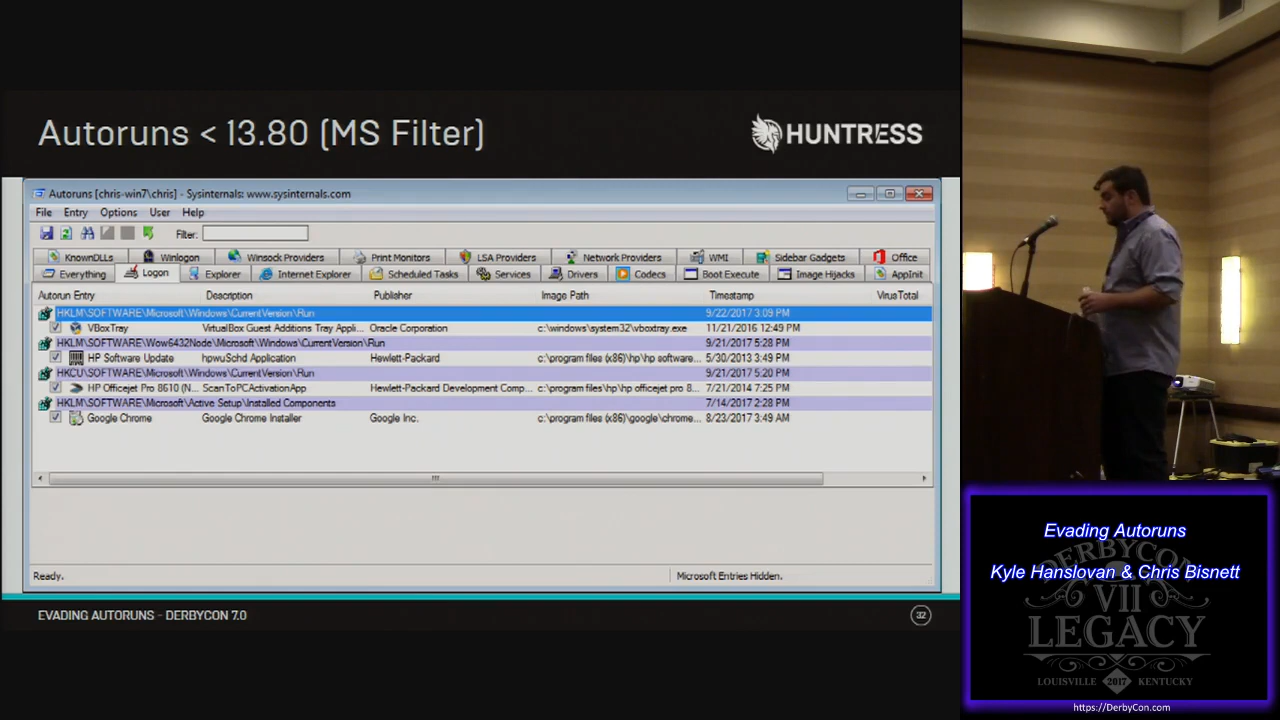 Autoruns < 13.80 (MS Filter)
HUNTRESS
Autoruns [chris-win7\chris] - Sysinternals: www.sysinternals.com
File Entry Options User Help
Filter:
KnownDLLs Winlogon Winsock Providers Print Monitors LSA Providers Network Providers WMI Sidebar Gadgets Office
Everything Logon Explorer Internet Explorer Scheduled Tasks Services Drivers Codecs Boot Execute Image Hijacks AppInit
Autorun Entry Description Publisher Image Path Timestamp VirusTotal
HKLM\SOFTWARE\Microsoft\Windows\CurrentVersion\Run 9/22/2017 3:09 PM
VBoxTray VirtualBox Guest Additions Tray Appli... Oracle Corporation c:\windows\system32\vboxtray.exe 11/21/2016 12:49 PM
HKLM\SOFTWARE\Wow6432Node\Microsoft\Windows\CurrentVersion\Run 9/21/2017 5:28 PM
HP Software Update hpwuSchd Application Hewlett-Packard c:\program files (x86)\hp\hp software... 5/30/2013 3:49 PM
HKCU\SOFTWARE\Microsoft\Windows\CurrentVersion\Run 9/21/2017 5:20 PM
HP Officejet Pro 8610 (N... ScanToPCActivationApp Hewlett-Packard Development Comp... c:\program files\hp\hp officejet pro 8... 7/21/2014 7:25 PM
HKLM\SOFTWARE\Microsoft\Active Setup\Installed Components 7/14/2017 2:28 PM
Google Chrome Google Chrome Installer Google Inc. c:\program files (x86)\google\chrome... 8/23/2017 3:49 AM
Ready. Microsoft Entries Hidden.
EVADING AUTORUNS - DERBYCON 7.0 32
Evading Autoruns
Kyle Hanslovan & Chris Bisnett
DERBYCON
VII
LEGACY
LOUISVILLE 2017 KENTUCKY
https://DerbyCon.com